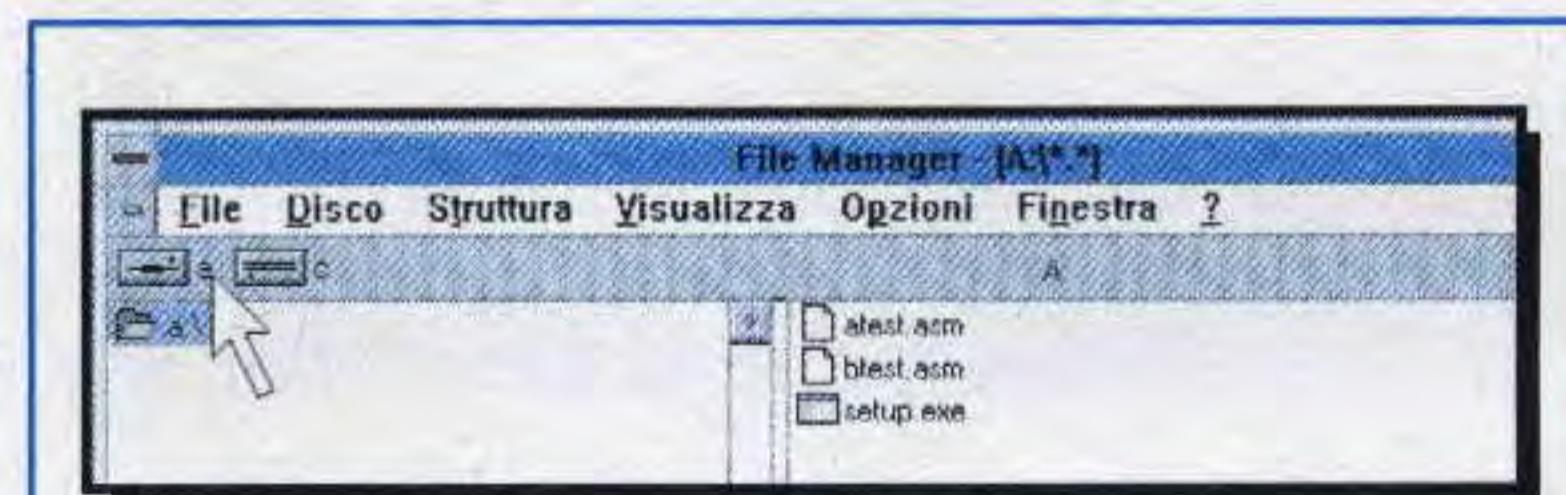 File Manager - [A:\*.*]
File Disco Struttura Visualizza Opzioni Finestra ?
a c A
a:\
atest.asm
btest.asm
setup.exe